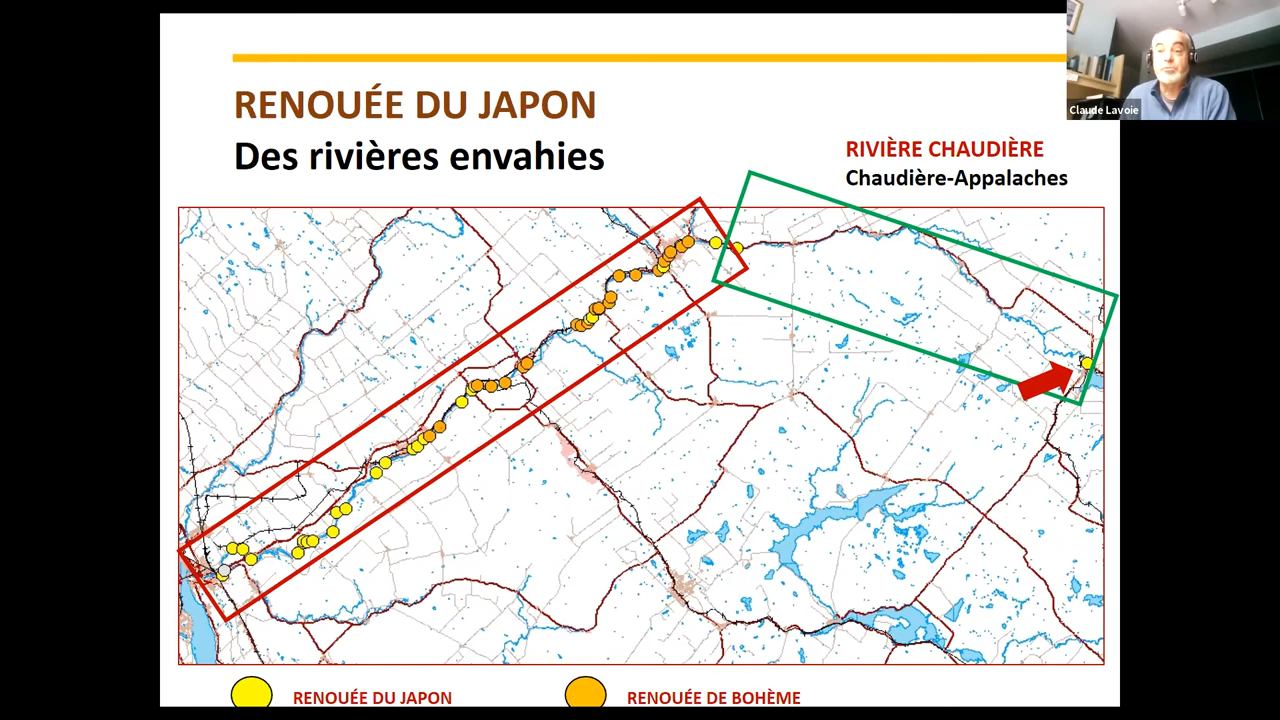 RENOUÉE DU JAPON
Des rivières envahies
Claude Lavoie
RIVIÈRE CHAUDIÈRE
Chaudière-Appalaches
RENOUÉE DU JAPON
RENOUÉE DE BOHÈME